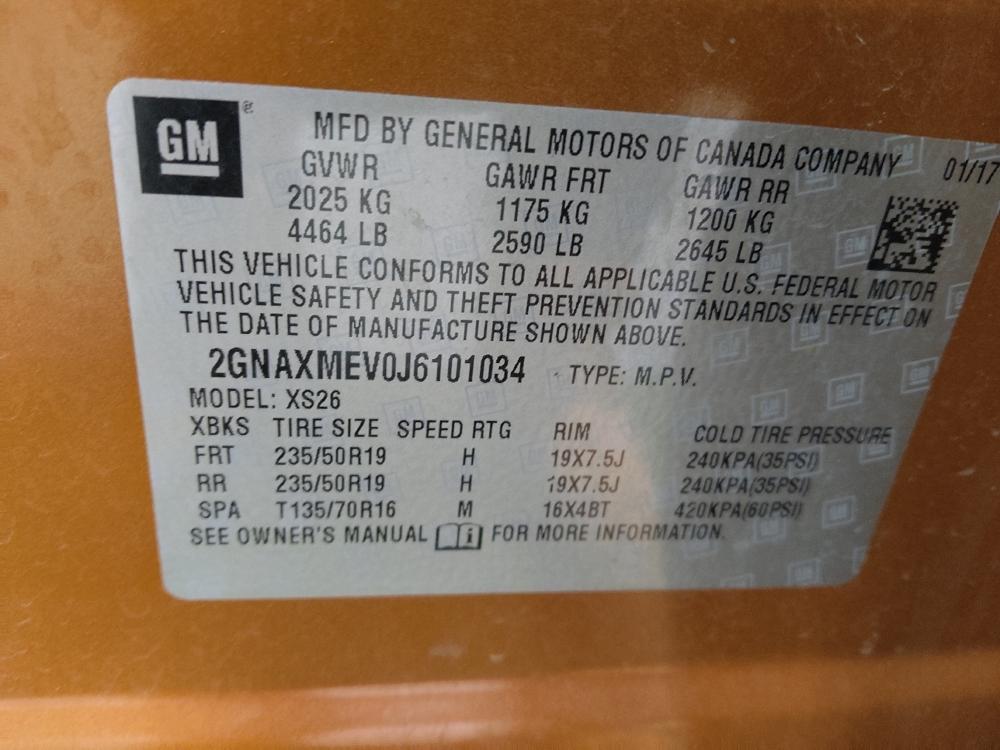 GM ®
MFD BY GENERAL MOTORS OF CANADA COMPANY 01/17
GVWR GAWR FRT GAWR RR
2025 KG 1175 KG 1200 KG
4464 LB 2590 LB 2645 LB
THIS VEHICLE CONFORMS TO ALL APPLICABLE U.S. FEDERAL MOTOR
VEHICLE SAFETY AND THEFT PREVENTION STANDARDS IN EFFECT ON
THE DATE OF MANUFACTURE SHOWN ABOVE.
2GNAXMEV0J6101034 TYPE: M.P.V.
MODEL: XS26
XBKS TIRE SIZE SPEED RTG RIM COLD TIRE PRESSURE
FRT 235/50R19 H 19X7.5J 240KPA(35PSI)
RR 235/50R19 H 19X7.5J 240KPA(35PSI)
SPA T135/70R16 M 16X4BT 420KPA(60PSI)
SEE OWNER'S MANUAL i FOR MORE INFORMATION.